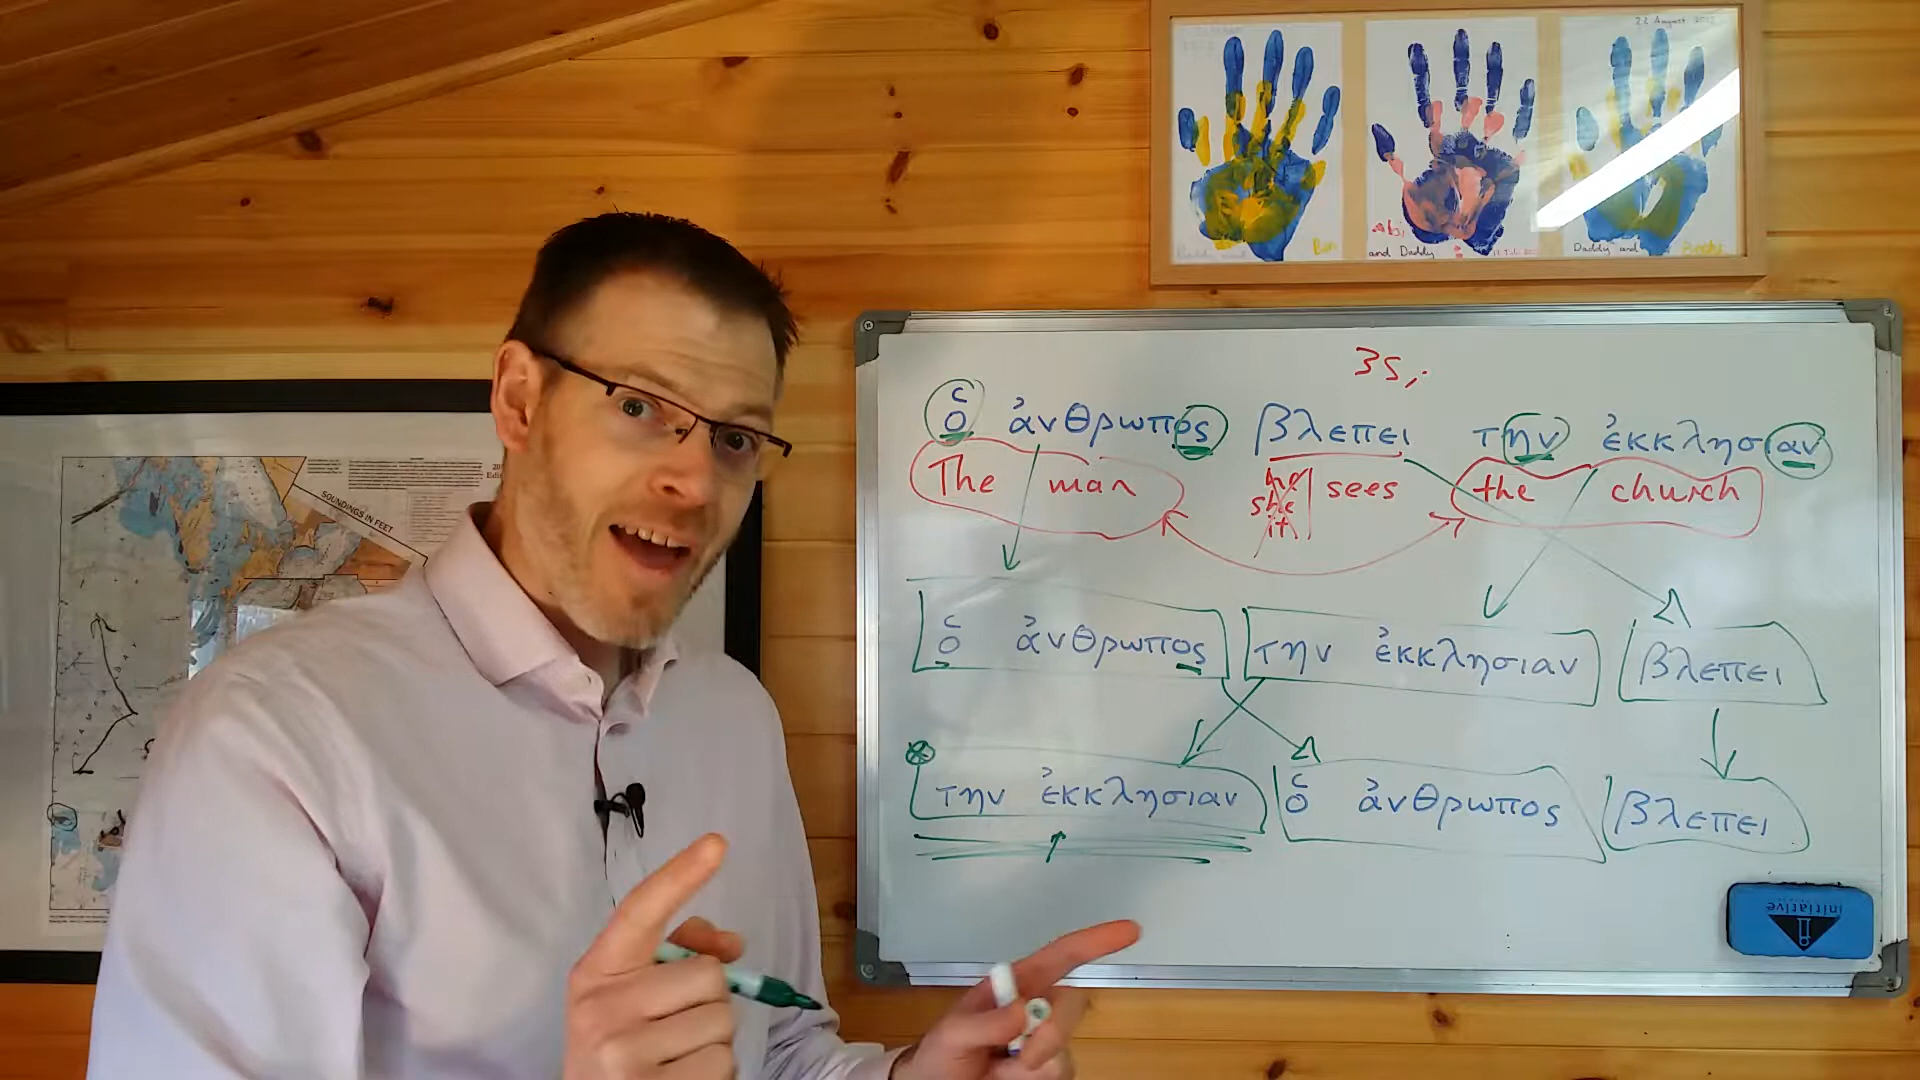 22 August
Ben
and Daddy
Daddy and
SOUNDINGS IN FEET
3S,.
ὁ ἀνθρωπος βλεπει την ἐκκλησιαν
The man he she it sees the church
ὁ ἀνθρωπος την ἐκκλησιαν βλεπει
την ἐκκλησιαν ὁ ἀνθρωπος βλεπει
initiative